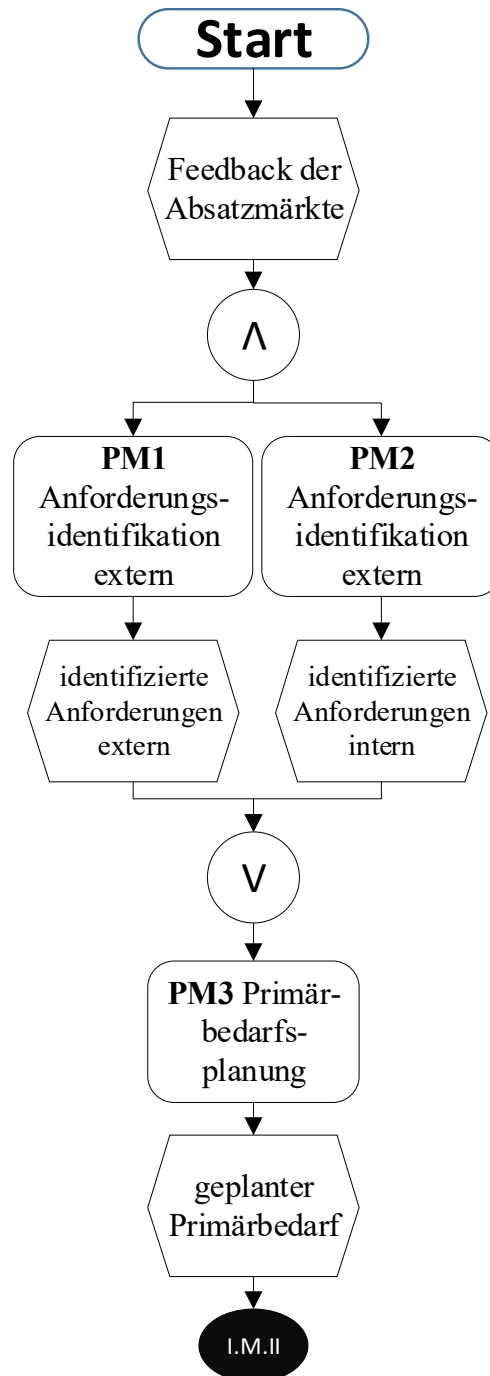 Start
Feedback der
Absatzmärkte
Λ
PM1
Anforderungs-
identifikation
extern
PM2
Anforderungs-
identifikation
extern
identifizierte
Anforderungen
extern
identifizierte
Anforderungen
intern
V
PM3 Primär-
bedarfs-
planung
geplanter
Primärbedarf
I.M.II